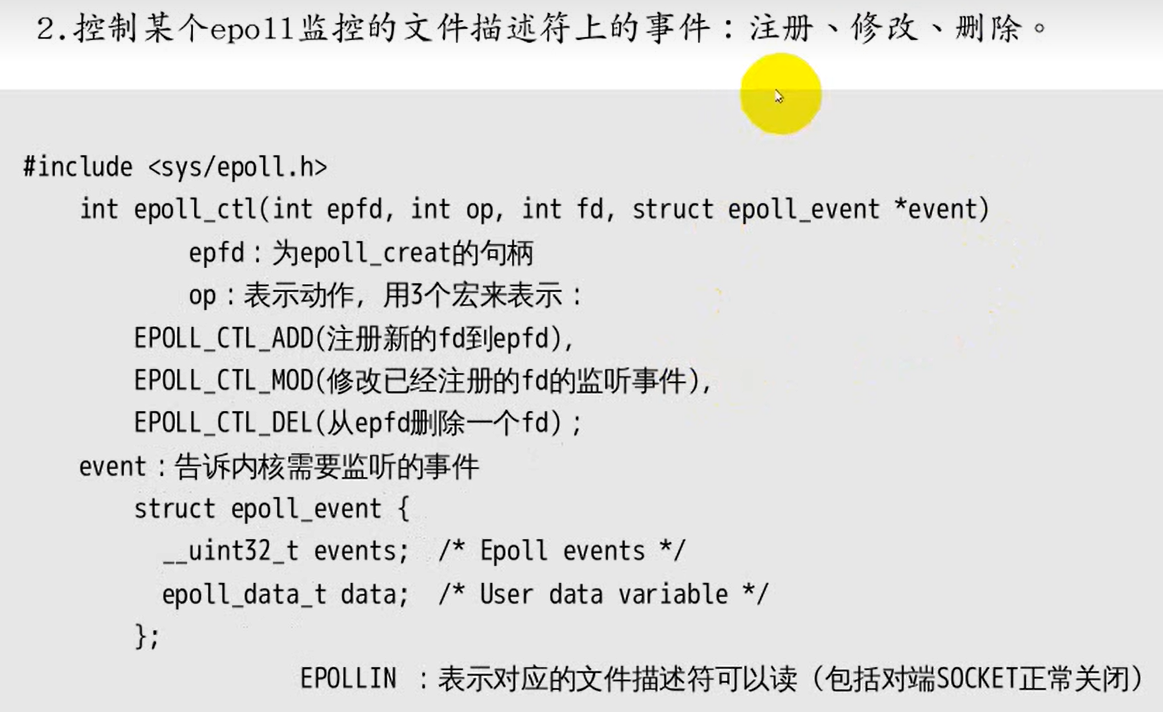 2.控制某个epoll监控的文件描述符上的事件：注册、修改、删除。
#include <sys/epoll.h>
int epoll_ctl(int epfd, int op, int fd, struct epoll_event *event)
epfd：为epoll_creat的句柄
op：表示动作，用3个宏来表示：
EPOLL_CTL_ADD(注册新的fd到epfd)，
EPOLL_CTL_MOD(修改已经注册的fd的监听事件)，
EPOLL_CTL_DEL(从epfd删除一个fd)；
event：告诉内核需要监听的事件
struct epoll_event {
__uint32_t events; /* Epoll events */
epoll_data_t data; /* User data variable */
};
EPOLLIN ：表示对应的文件描述符可以读（包括对端SOCKET正常关闭）